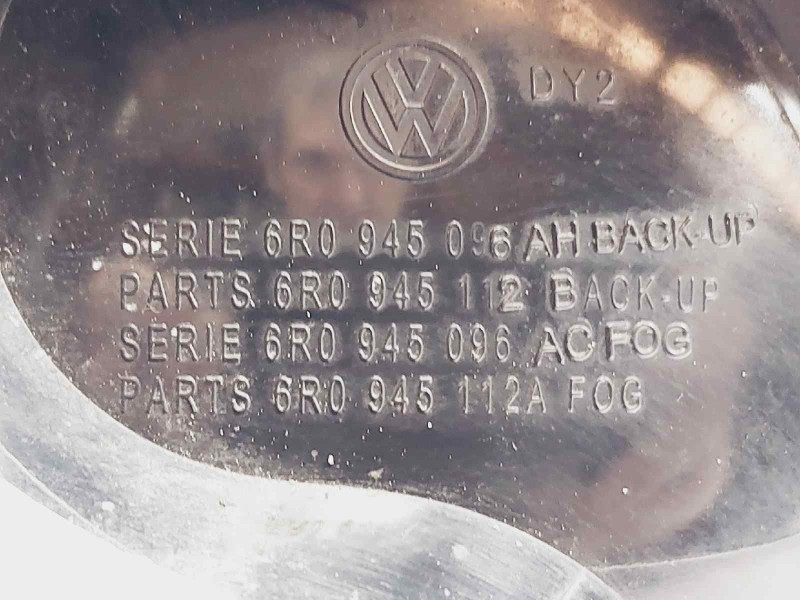 DY2
SERIE 6R0 945 096 AH BACK-UP
PARTS 6R0 945 112 BACK-UP
SERIE 6R0 945 096 AC FOG
PARTS 6R0 945 112A FOG